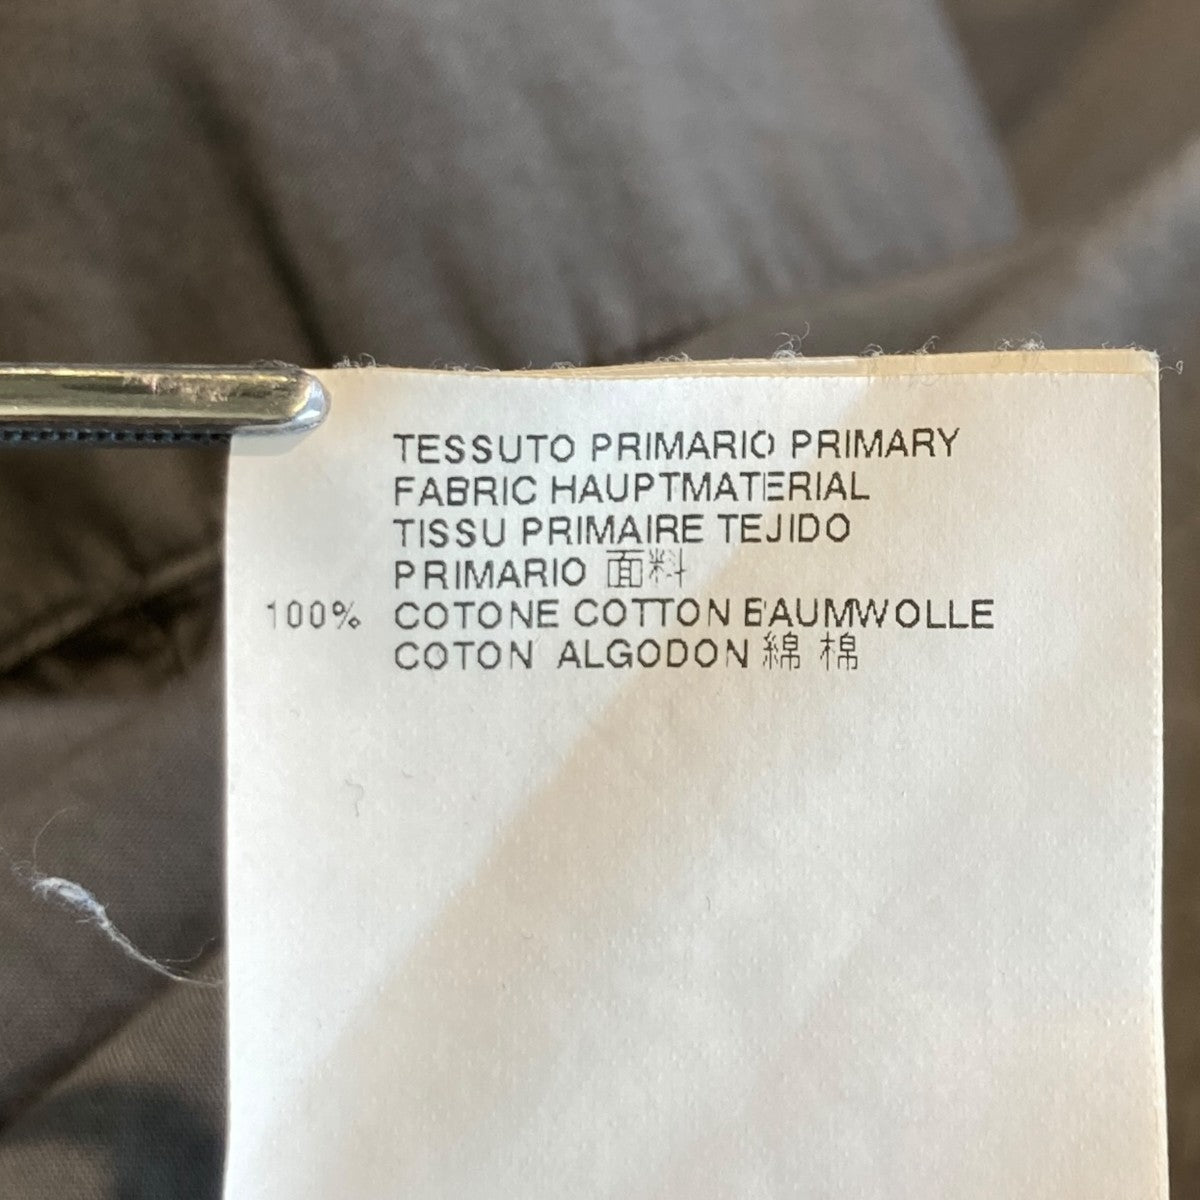 TESSUTO PRIMARIO PRIMARY
FABRIC HAUPTMATERIAL
TISSU PRIMAIRE TEJIDO
PRIMARIO 面料
100% COTONE COTTON BAUMWOLLE
COTON ALGODON 綿 棉